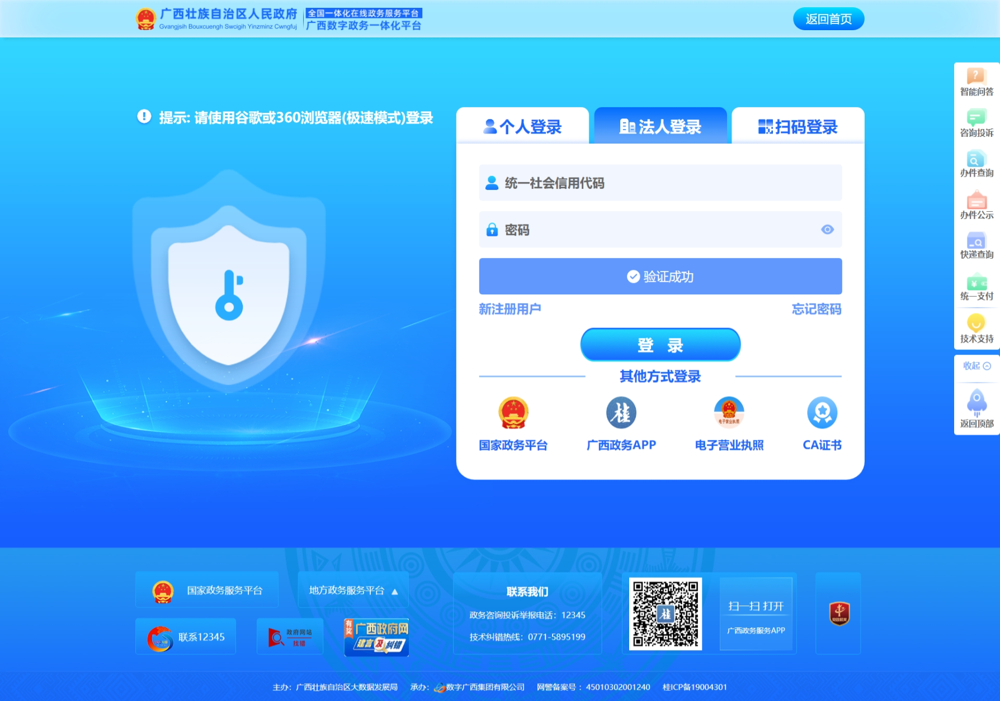 广西壮族自治区人民政府
Gvangjsih Bouxcuengh Swcigih Yinzminz Cwngfuj
全国一体化在线政务服务平台
广西数字政务一体化平台
返回首页
提示: 请使用谷歌或360浏览器(极速模式)登录
个人登录
法人登录
扫码登录
统一社会信用代码
密码
验证成功
新注册用户
忘记密码
登 录
其他方式登录
国家政务平台
桂
广西政务APP
电子营业执照
电子营业执照
CA证书
智能问答
咨询投诉
办件查询
办件公示
快递查询
统一支付
技术支持
收起
返回顶部
国家政务服务平台
地方政务服务平台 ▲
联系12345
政府网站
找错
有奖
广西政府网
建言及纠错
联系我们
政务咨询投诉举报电话：12345
技术纠错热线：0771-5895199
桂
扫一扫 打开
广西政务服务APP
党政机关
主办：广西壮族自治区大数据发展局 承办：数字广西集团有限公司 网警备案号 ：45010302001240 桂ICP备19004301